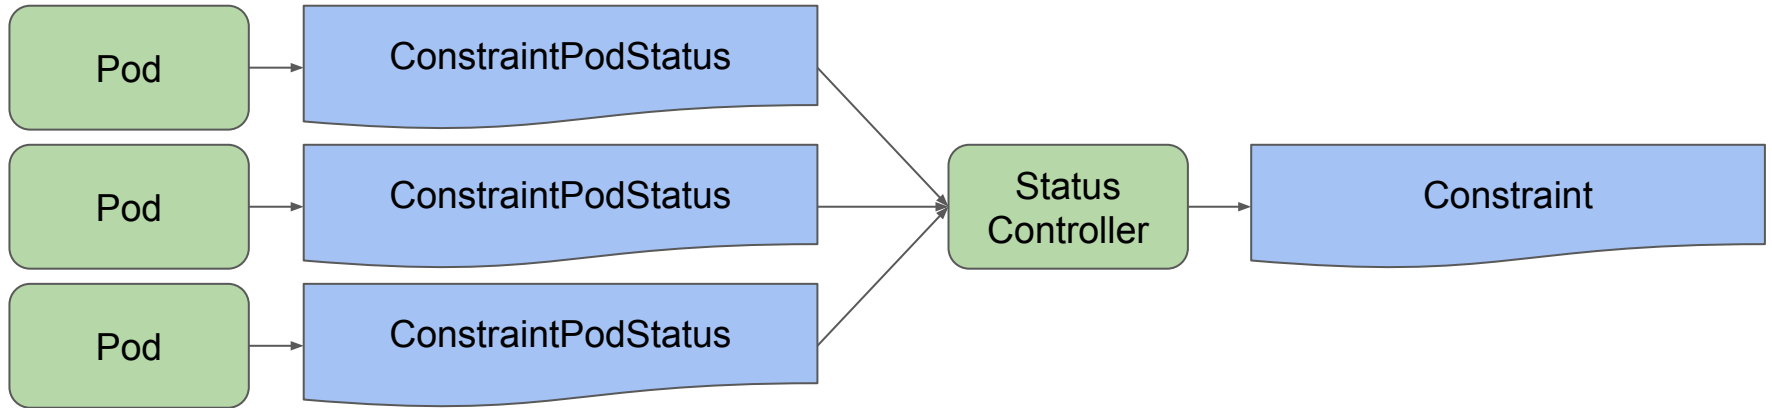 Pod
ConstraintPodStatus
Pod
ConstraintPodStatus
Status
Controller
Constraint
Pod
ConstraintPodStatus